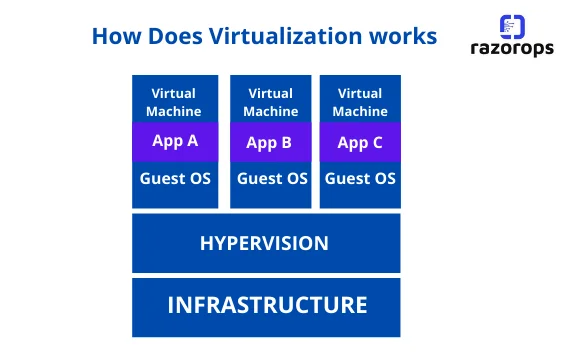 How Does Virtualization works
razorops
Virtual
Machine
App A
Guest OS
Virtual
Machine
App B
Guest OS
Virtual
Machine
App C
Guest OS
HYPERVISION
INFRASTRUCTURE